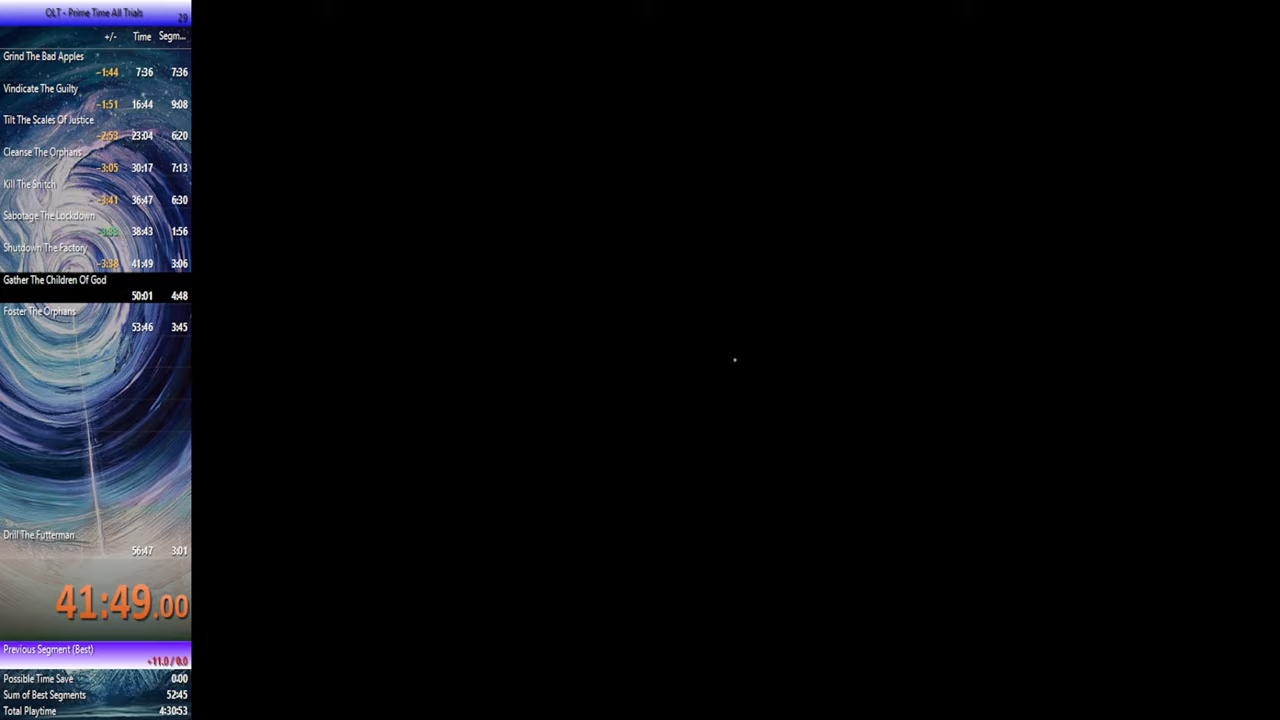 OLT - Prime Time All Trials
29
+/- Time Segm...
Grind The Bad Apples
-1:44 7:36 7:36
Vindicate The Guilty
-1:51 16:44 9:08
Tilt The Scales Of Justice
-2:53 23:04 6:20
Cleanse The Orphans
-3:05 30:17 7:13
Kill The Snitch
-3:41 36:47 6:30
Sabotage The Lockdown
38:43 1:56
Shutdown The Factory
-3:38 41:49 3:06
Gather The Children Of God
50:01 4:48
Foster The Orphans
53:46 3:45
Drill The Futterman
56:47 3:01
41:49.00
Previous Segment (Best)
+11.0 / 0.0
Possible Time Save 0:00
Sum of Best Segments 52:45
Total Playtime 4:30:53